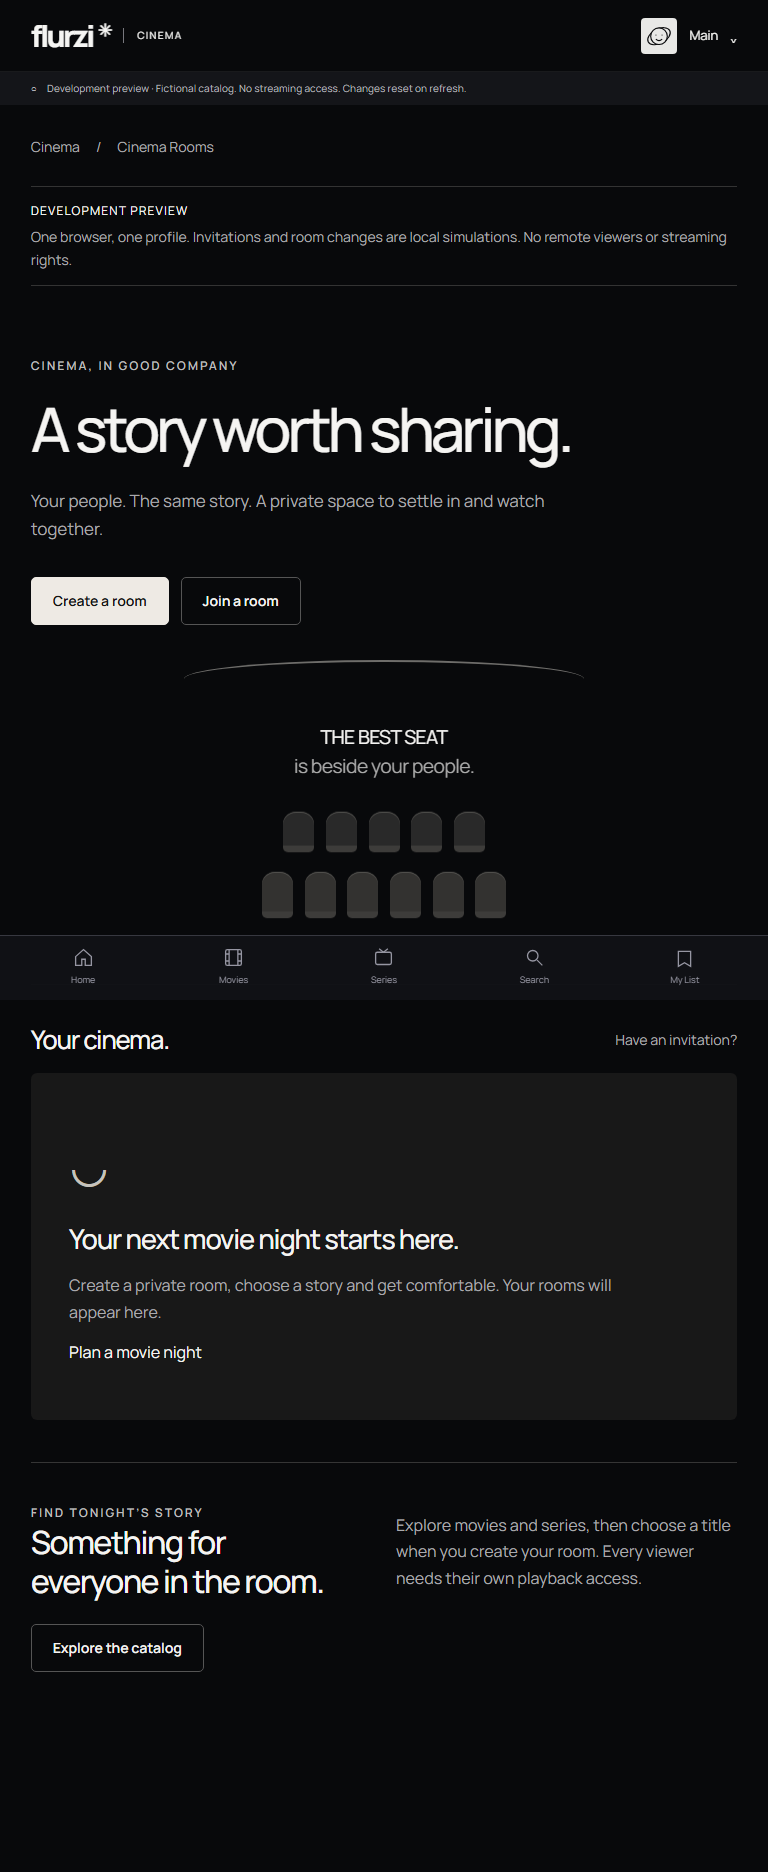 flurzi* | CINEMA
Main
Development preview · Fictional catalog. No streaming access. Changes reset on refresh.
Cinema / Cinema Rooms
DEVELOPMENT PREVIEW
One browser, one profile. Invitations and room changes are local simulations. No remote viewers or streaming
rights.
CINEMA, IN GOOD COMPANY
A story worth sharing.
Your people. The same story. A private space to settle in and watch
together.
Create a room
Join a room
THE BEST SEAT
is beside your people.
Home
Movies
Series
Search
My List
Your cinema.
Have an invitation?
Your next movie night starts here.
Create a private room, choose a story and get comfortable. Your rooms will
appear here.
Plan a movie night
FIND TONIGHT'S STORY
Something for
everyone in the room.
Explore movies and series, then choose a title
when you create your room. Every viewer
needs their own playback access.
Explore the catalog